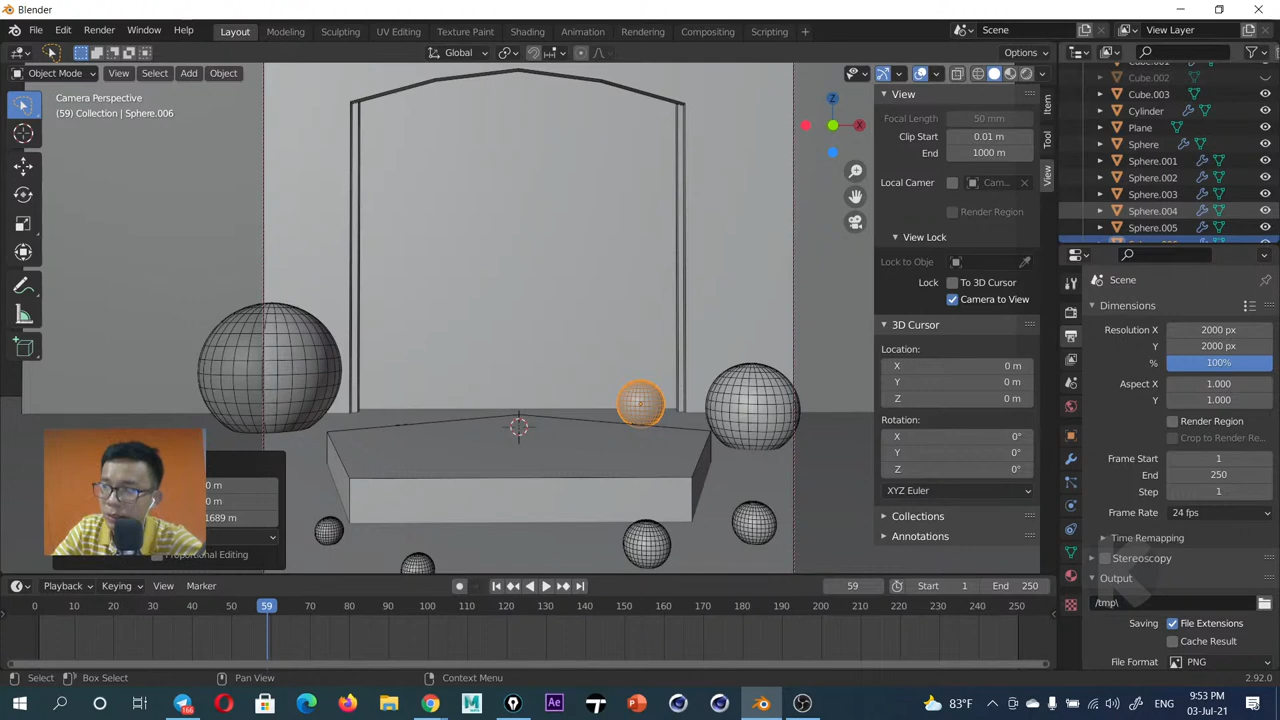 Blender
File Edit Render Window Help Layout Modeling Sculpting UV Editing Texture Paint Shading Animation Rendering Compositing Scripting Scene View Layer
Global Options
Object Mode View Select Add Object
Camera Perspective
(59) Collection | Sphere.006
View
Focal Length 50 mm
Clip Start 0.01 m
End 1000 m
Local Camer Cam...
Render Region
View Lock
Lock to Obje
Lock To 3D Cursor
Camera to View
3D Cursor
Location:
X 0 m
Y 0 m
Z 0 m
Rotation:
X 0°
Y 0°
Z 0°
XYZ Euler
Collections
Annotations
Item
Tool
View
Z
X
Cube.002
Cube.003
Cylinder
Plane
Sphere
Sphere.001
Sphere.002
Sphere.003
Sphere.004
Sphere.005
Scene
Dimensions
Resolution X 2000 px
Y 2000 px
% 100%
Aspect X 1.000
Y 1.000
Render Region
Crop to Render Re...
Frame Start 1
End 250
Step 1
Frame Rate 24 fps
Time Remapping
Stereoscopy
Output
/tmp\
Saving File Extensions
Cache Result
File Format PNG
0 m
0 m
1689 m
Proportional Editing
Playback Keying View Marker 59 Start 1 End 250
0 10 20 30 40 50 59 70 80 90 100 110 120 130 140 150 160 170 180 190 200 210 220 230 240 250
Select Box Select Pan View Context Menu 2.92.0
166
83°F
9:53 PM
03-Jul-21